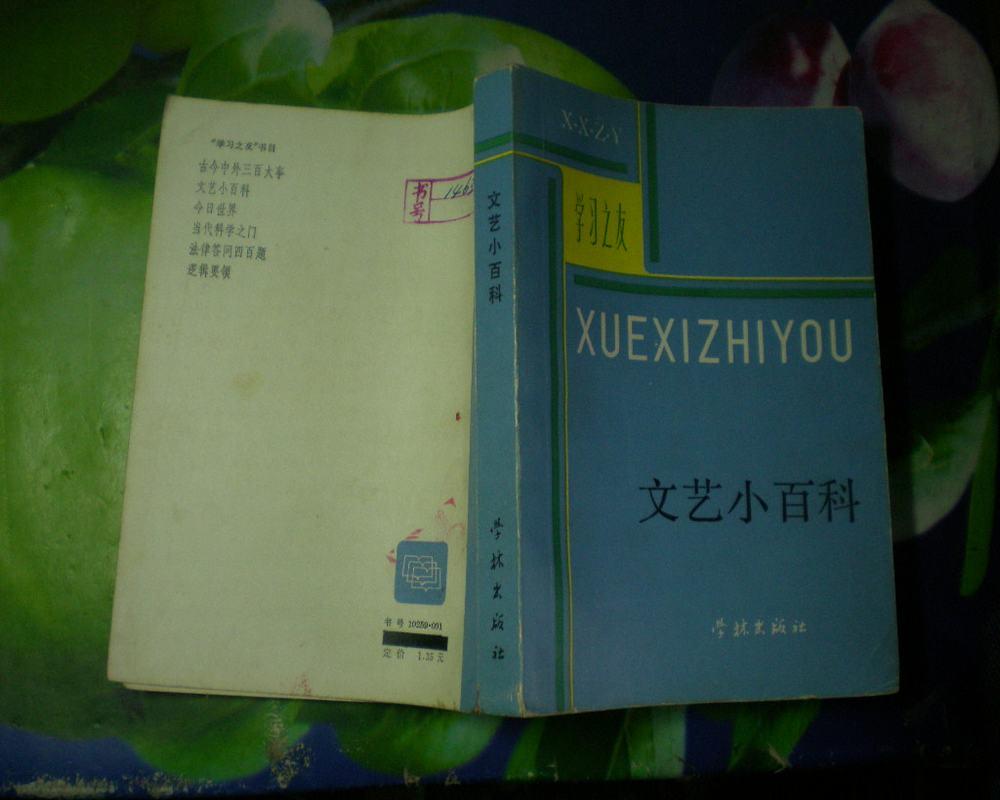 "学习之友"书目
古今中外三百大事
文艺小百科
今日世界
当代科学之门
法律答问四百题
逻辑要领
书号
书号 10259·091
定价 1.35元
文艺小百科
学林出版社
X·X·Z·Y
学习之友
XUEXIZHIYOU
文艺小百科
学林出版社